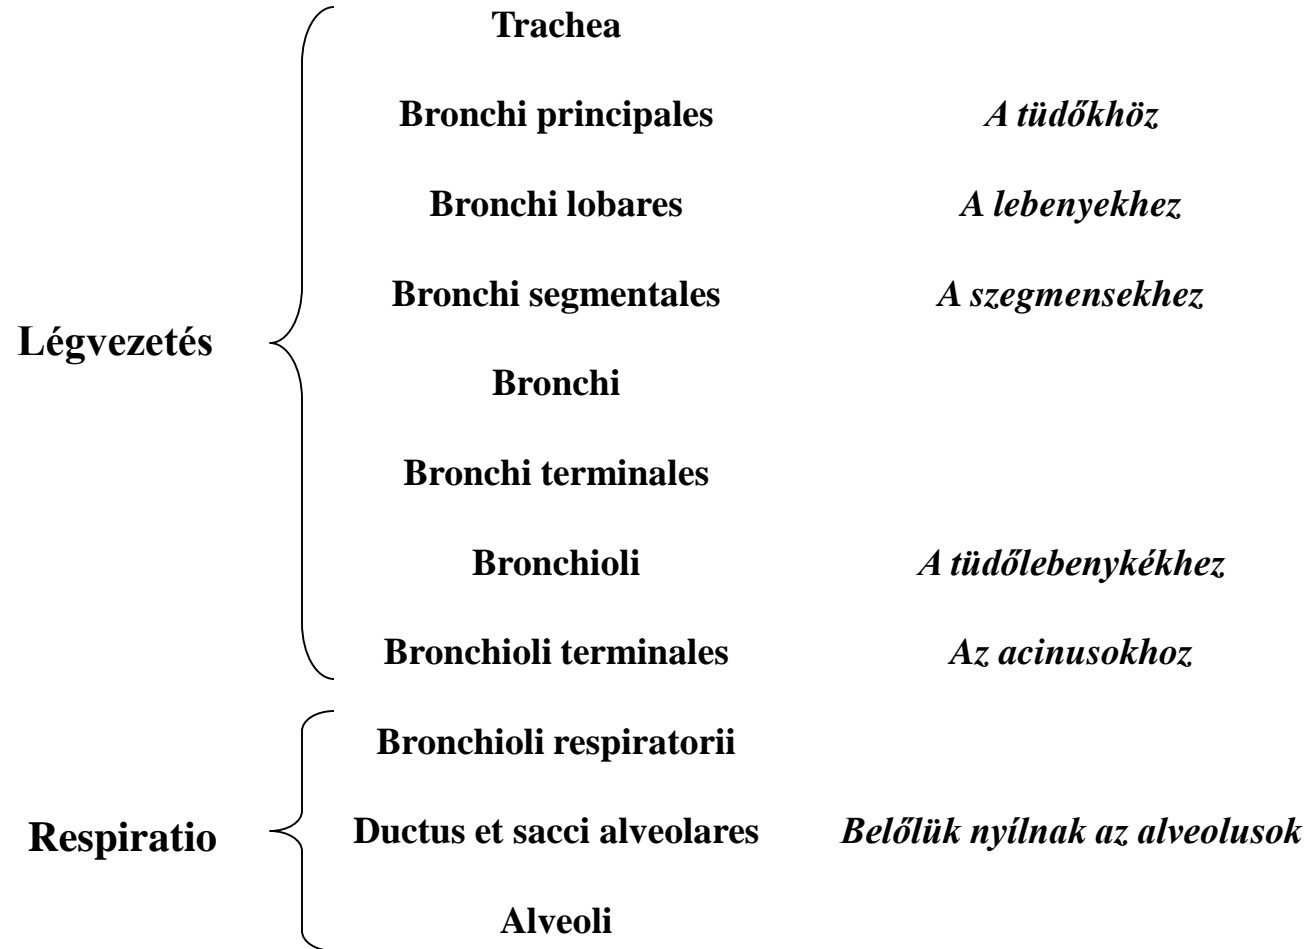 Trachea
Bronchi principales A tüdőkhöz
Bronchi lobares A lebenyekhez
Bronchi segmentales A szegmensekhez
Légvezetés
Bronchi
Bronchi terminales
Bronchioli A tüdőlebenykékhez
Bronchioli terminales Az acinusokhoz
Bronchioli respiratorii
Respiratio
Ductus et sacci alveolares Belőlük nyílnak az alveolusok
Alveoli